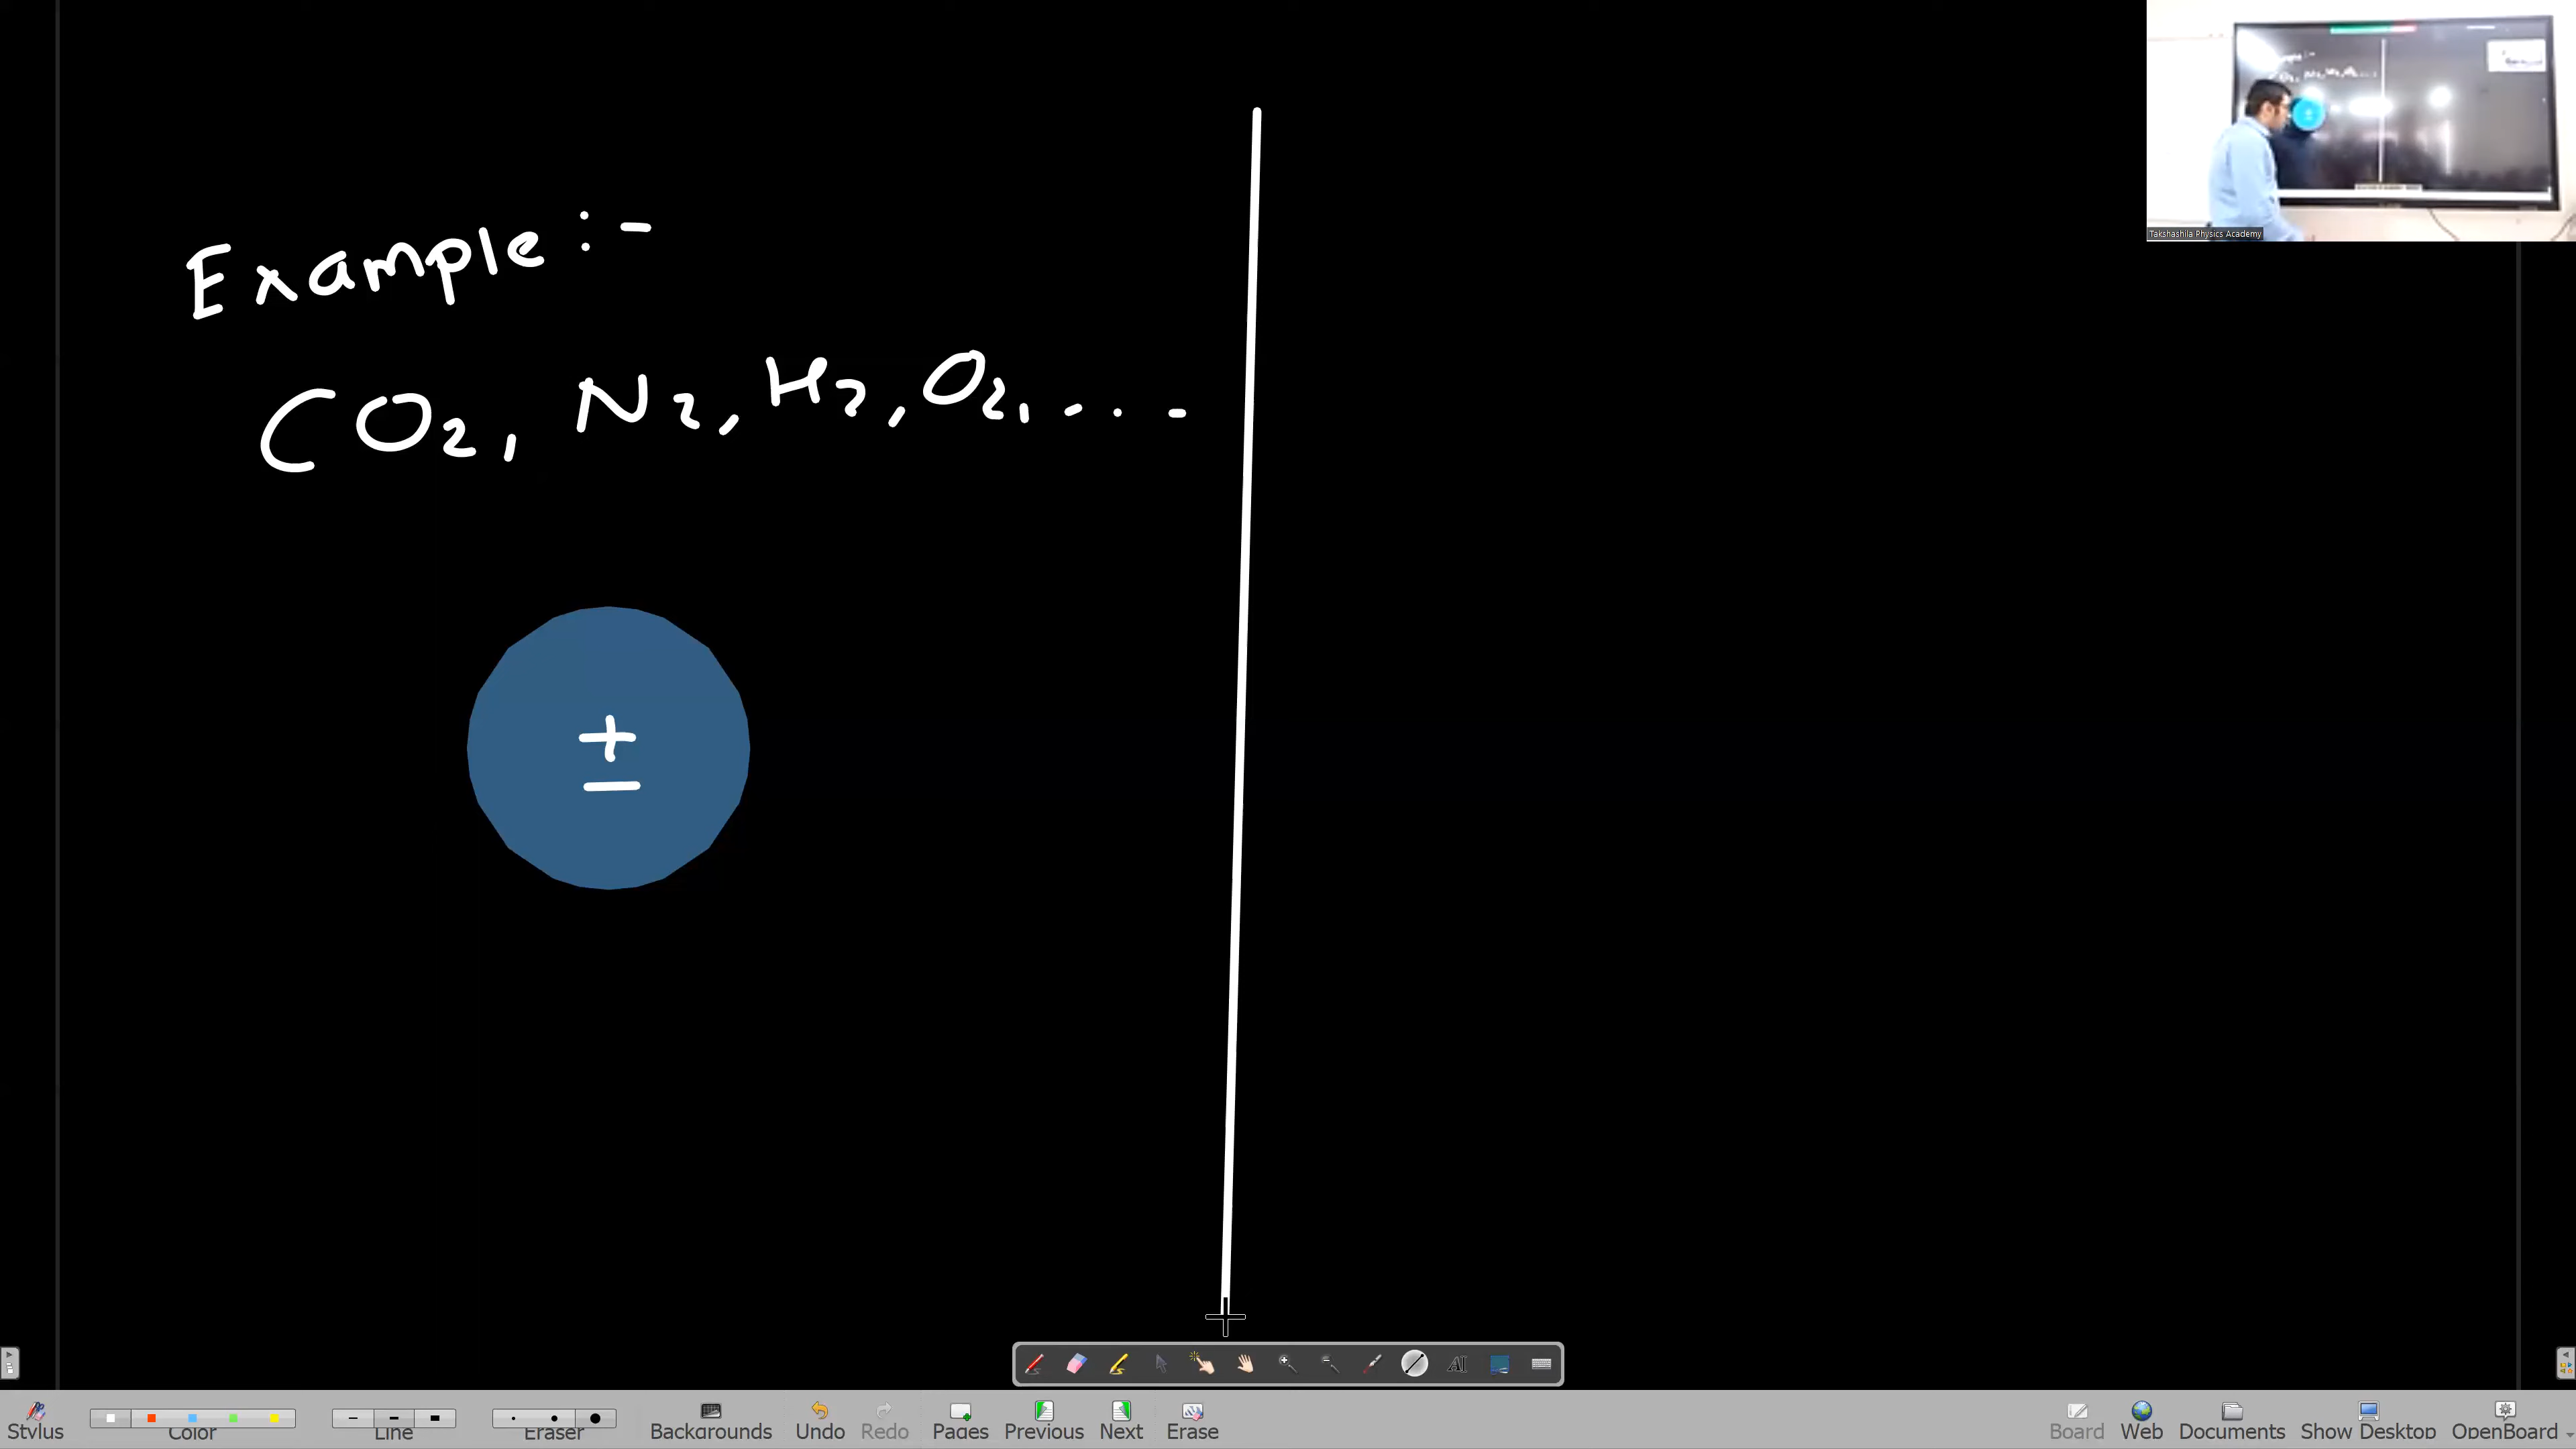 Takshashila Physics Academy
Example :-
CO2, N2, H2, O2, ....
+
−
Stylus
Color
Line
Eraser
Backgrounds
Undo
Redo
Pages
Previous
Next
Erase
Board
Web
Documents
Show Desktop
OpenBoard